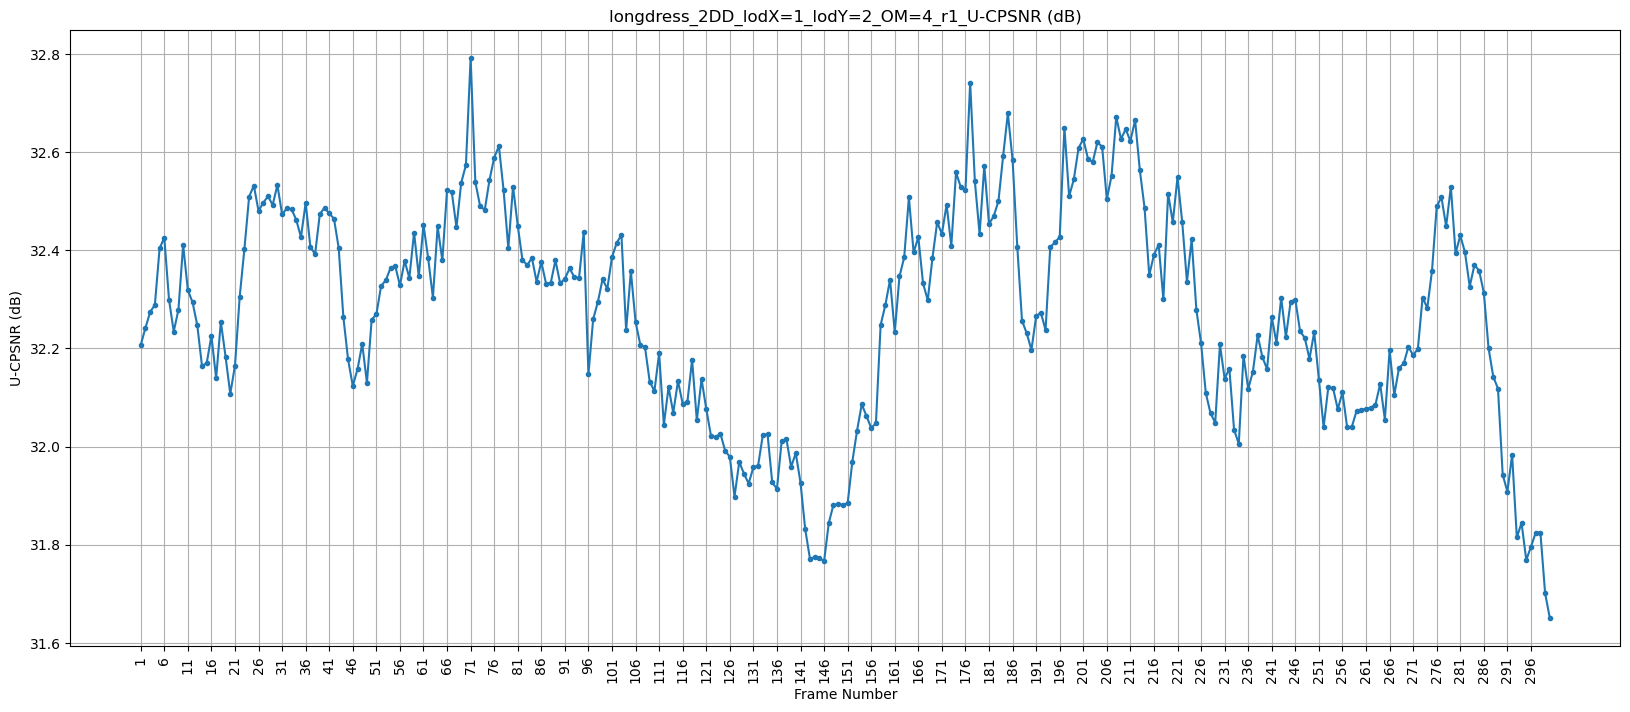 longdress_2DD_lodX=1_lodY=2_OM=4_r1_U-CPSNR (dB)
U-CPSNR (dB)
32.8
32.6
32.4
32.2
32.0
31.8
31.6
1 6 11 16 21 26 31 36 41 46 51 56 61 66 71 76 81 86 91 96 101 106 111 116 121 126 131 136 141 146 151 156 161 166 171 176 181 186 191 196 201 206 211 216 221 226 231 236 241 246 251 256 261 266 271 276 281 286 291 296
Frame Number